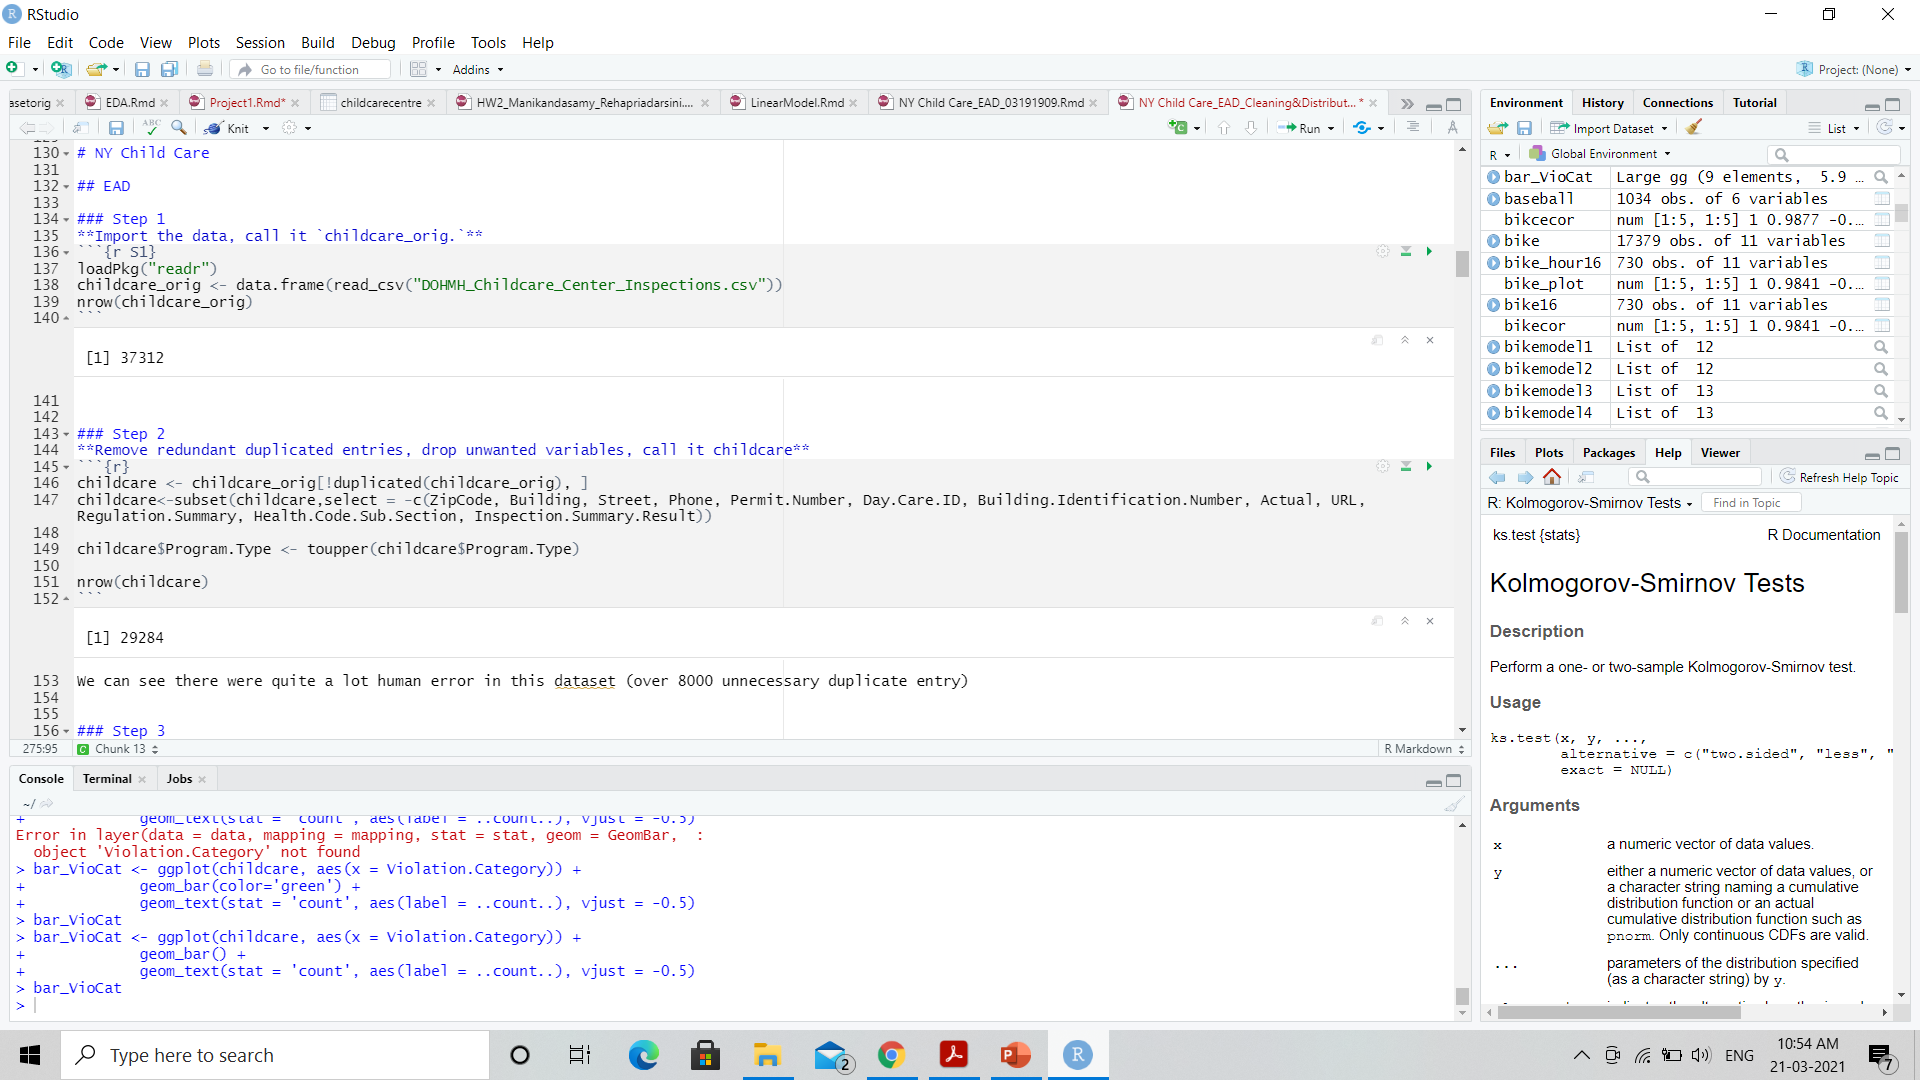 RStudio
File Edit Code View Plots Session Build Debug Profile Tools Help
Go to file/function Addins Project: (None)
asetorig EDA.Rmd Project1.Rmd* childcarecentre HW2_Manikandasamy_Rehapriadarsini.... LinearModel.Rmd NY Child Care_EAD_03191909.Rmd NY Child Care_EAD_Cleaning&Distribut...*
ABC Knit Run
130 # NY Child Care
131
132 ## EAD
133
134 ### Step 1
135 **Import the data, call it `childcare_orig.`**
136 ```{r S1}
137 loadPkg("readr")
138 childcare_orig <- data.frame(read_csv("DOHMH_Childcare_Center_Inspections.csv"))
139 nrow(childcare_orig)
140 ```
[1] 37312
141
142
143 ### Step 2
144 **Remove redundant duplicated entries, drop unwanted variables, call it childcare**
145 ```{r}
146 childcare <- childcare_orig[!duplicated(childcare_orig), ]
147 childcare<-subset(childcare,select = -c(ZipCode, Building, Street, Phone, Permit.Number, Day.Care.ID, Building.Identification.Number, Actual, URL,
Regulation.Summary, Health.Code.Sub.Section, Inspection.Summary.Result))
148
149 childcare$Program.Type <- toupper(childcare$Program.Type)
150
151 nrow(childcare)
152 ```
[1] 29284
153 We can see there were quite a lot human error in this dataset (over 8000 unnecessary duplicate entry)
154
155
156 ### Step 3
275:95 Chunk 13 R Markdown
Console Terminal Jobs
~/
+ geom_text(stat = 'count', aes(label = ..count..), vjust = -0.5)
Error in layer(data = data, mapping = mapping, stat = stat, geom = GeomBar, :
object 'Violation.Category' not found
> bar_VioCat <- ggplot(childcare, aes(x = Violation.Category)) +
+ geom_bar(color='green') +
+ geom_text(stat = 'count', aes(label = ..count..), vjust = -0.5)
> bar_VioCat
> bar_VioCat <- ggplot(childcare, aes(x = Violation.Category)) +
+ geom_bar() +
+ geom_text(stat = 'count', aes(label = ..count..), vjust = -0.5)
> bar_VioCat
>
Environment History Connections Tutorial
Import Dataset List
R Global Environment
bar_VioCat Large gg (9 elements, 5.9 ...
baseball 1034 obs. of 6 variables
bikcecor num [1:5, 1:5] 1 0.9877 -0...
bike 17379 obs. of 11 variables
bike_hour16 730 obs. of 11 variables
bike_plot num [1:5, 1:5] 1 0.9841 -0...
bike16 730 obs. of 11 variables
bikecor num [1:5, 1:5] 1 0.9841 -0...
bikemodel1 List of 12
bikemodel2 List of 12
bikemodel3 List of 13
bikemodel4 List of 13
Files Plots Packages Help Viewer
Refresh Help Topic
R: Kolmogorov-Smirnov Tests Find in Topic
ks.test {stats} R Documentation
Kolmogorov-Smirnov Tests
Description
Perform a one- or two-sample Kolmogorov-Smirnov test.
Usage
ks.test(x, y, ...,
alternative = c("two.sided", "less", "
exact = NULL)
Arguments
x a numeric vector of data values.
y either a numeric vector of data values, or
a character string naming a cumulative
distribution function or an actual
cumulative distribution function such as
pnorm. Only continuous CDFs are valid.
... parameters of the distribution specified
(as a character string) by y.
Type here to search 2 ENG 10:54 AM
21-03-2021 7